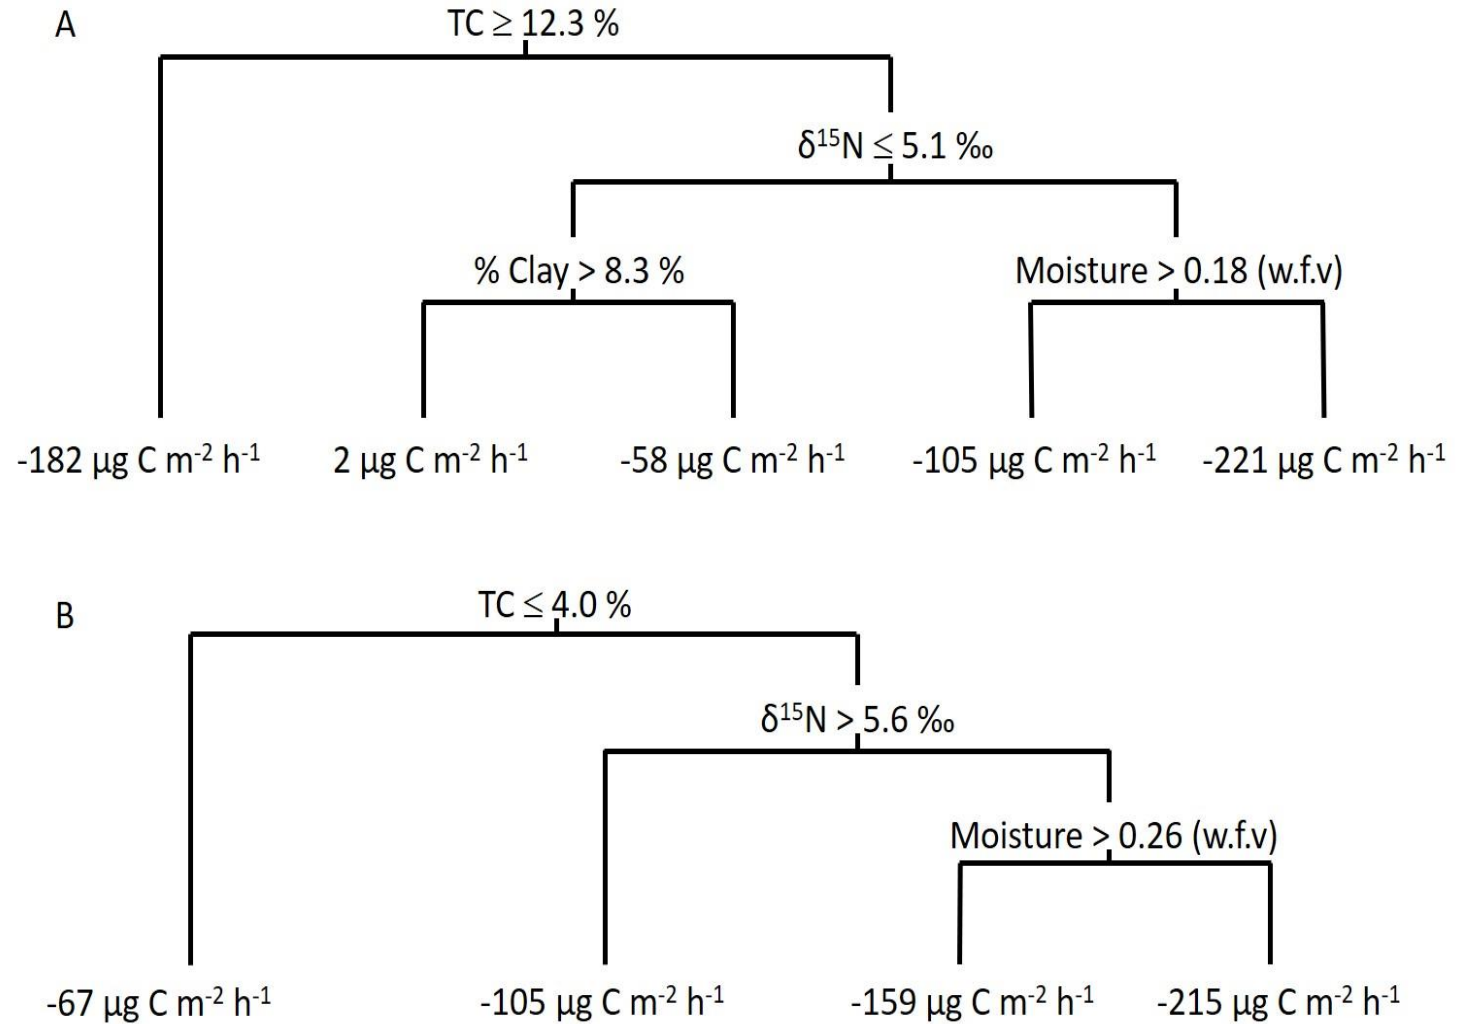 A
TC ≥ 12.3 %
δ¹⁵N ≤ 5.1 ‰
% Clay > 8.3 %
Moisture > 0.18 (w.f.v)
-182 µg C m⁻² h⁻¹
2 µg C m⁻² h⁻¹
-58 µg C m⁻² h⁻¹
-105 µg C m⁻² h⁻¹
-221 µg C m⁻² h⁻¹
B
TC ≤ 4.0 %
δ¹⁵N > 5.6 ‰
Moisture > 0.26 (w.f.v)
-67 µg C m⁻² h⁻¹
-105 µg C m⁻² h⁻¹
-159 µg C m⁻² h⁻¹
-215 µg C m⁻² h⁻¹